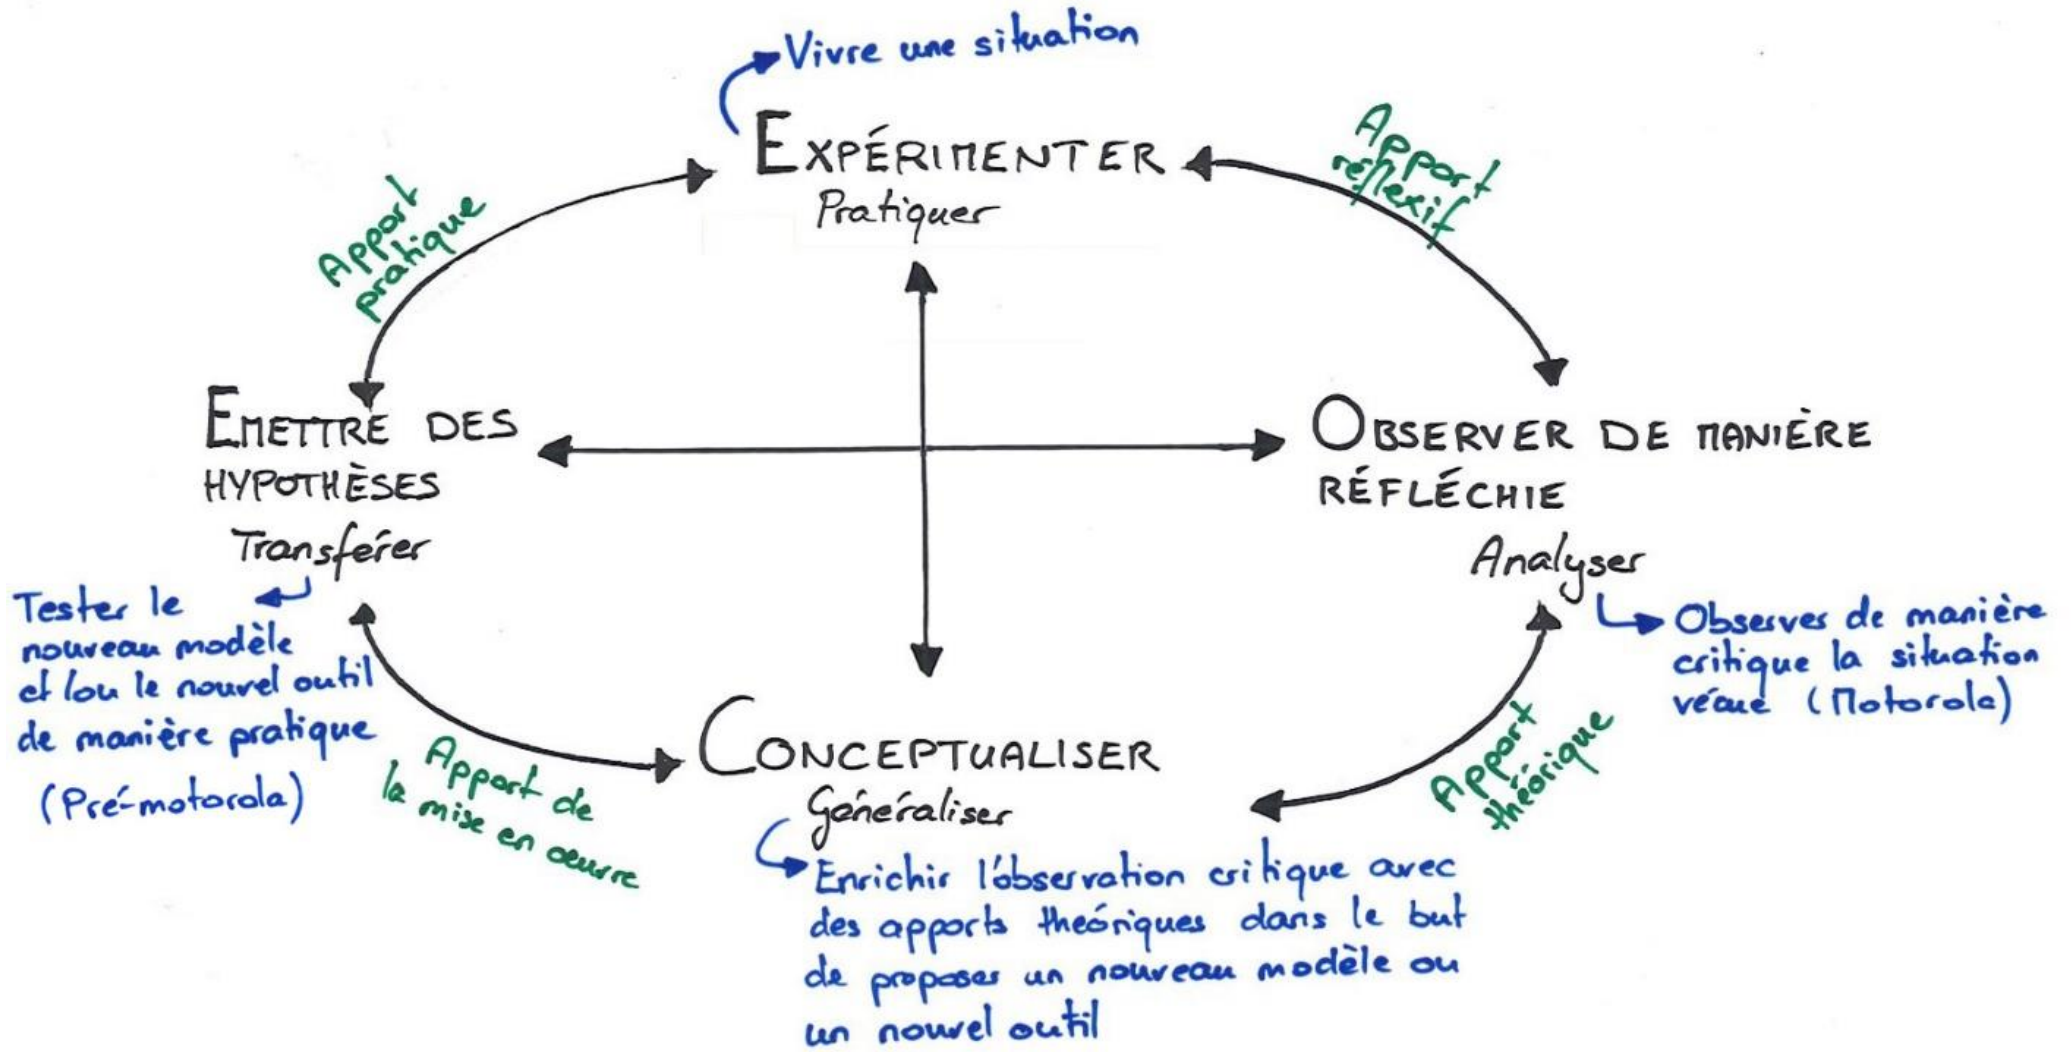 Vivre une situation
EXPÉRIMENTER
Pratiquer
Apport
réflexif
Apport
pratique
EMETTRE DES
HYPOTHÈSES
Transférer
OBSERVER DE MANIÈRE
RÉFLÉCHIE
Analyser
Tester le
nouveau modèle
et/ou le nouvel outil
de manière pratique
(Pré-motorola)
Observer de manière
critique la situation
vécue (Motorola)
Apport de
la mise en œuvre
CONCEPTUALISER
Généraliser
Apport
théorique
Enrichir l'observation critique avec
des apports théoriques dans le but
de proposer un nouveau modèle ou
un nouvel outil